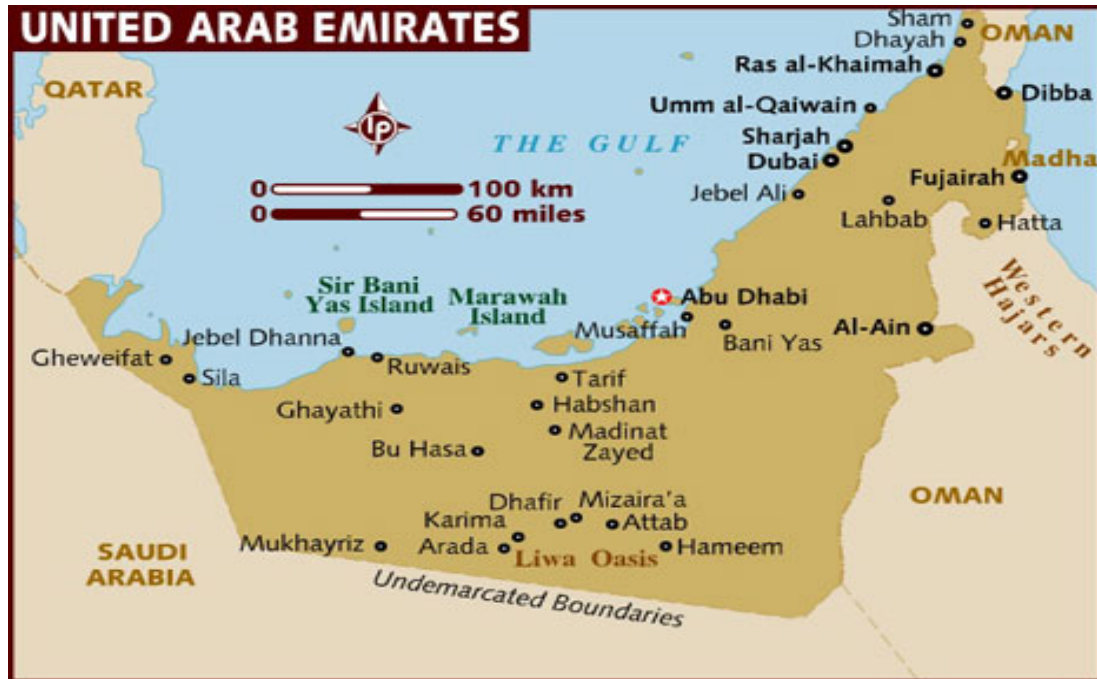 UNITED ARAB EMIRATES
Sham
Dhayah
OMAN
QATAR
Ras al-Khaimah
Dibba
Umm al-Qaiwain
lp
THE GULF
Sharjah
Dubai
Madha
Fujairah
0 100 km
0 60 miles
Jebel Ali
Lahbab
Hatta
Sir Bani
Yas Island
Marawah
Island
Abu Dhabi
Western
Hajars
Musaffah
Bani Yas
Al-Ain
Jebel Dhanna
Gheweifat
Ruwais
Sila
Tarif
Ghayathi
Habshan
Madinat
Zayed
Bu Hasa
OMAN
Dhafir
Mizaira'a
Karima
Attab
Mukhayriz
Arada
Liwa Oasis
Hameem
SAUDI
ARABIA
Undemarcated Boundaries